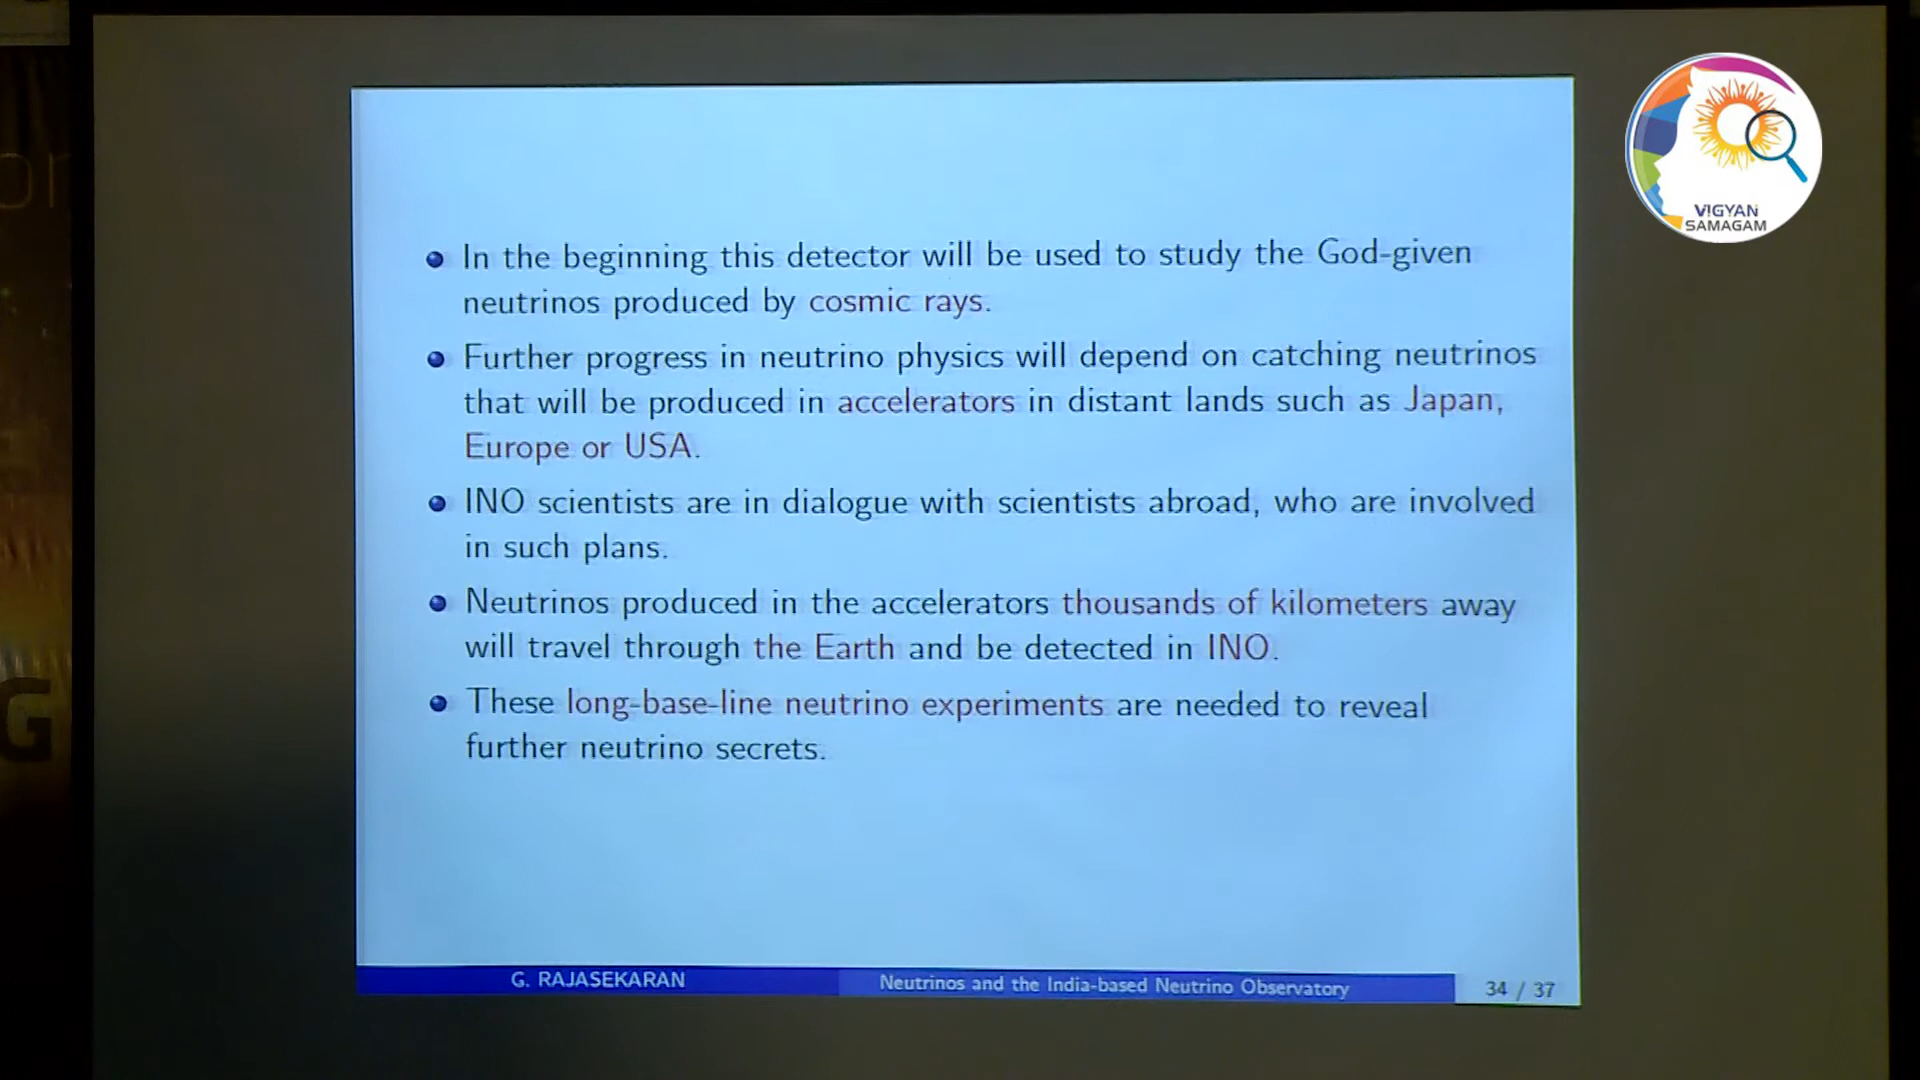 VIGYAN
SAMAGAM
In the beginning this detector will be used to study the God-given
neutrinos produced by cosmic rays.
Further progress in neutrino physics will depend on catching neutrinos
that will be produced in accelerators in distant lands such as Japan,
Europe or USA.
INO scientists are in dialogue with scientists abroad, who are involved
in such plans.
Neutrinos produced in the accelerators thousands of kilometers away
will travel through the Earth and be detected in INO.
These long-base-line neutrino experiments are needed to reveal
further neutrino secrets.
G. RAJASEKARAN
Neutrinos and the India-based Neutrino Observatory
34 / 37